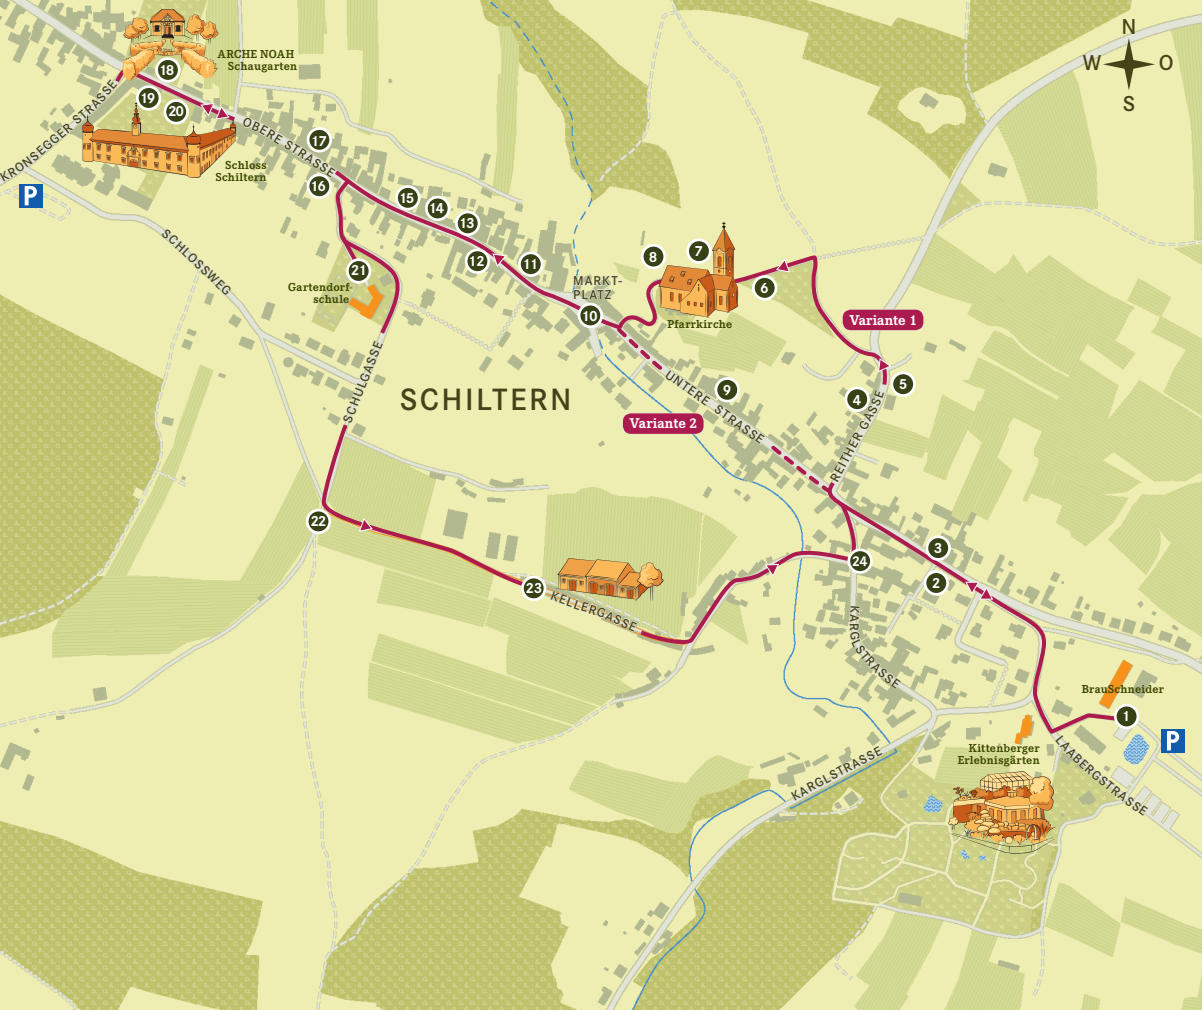 N
W
O
S
ARCHE NOAH
Schaugarten
18
19
20
KRONSEGGER STRASSE
OBERE STRASSE
17
Schloss
Schiltern
16
P
15
14
13
12
11
SCHLOSSWEG
21
Gartendorf-
schule
MARKT-
PLATZ
10
8
7
6
Pfarrkirche
Variante 1
5
4
9
UNTERE STRASSE
REITHER GASSE
SCHULGASSE
SCHILTERN
Variante 2
22
23
KELLERGASSE
24
3
2
KARGLSTRASSE
BrauSchneider
1
P
Kittenberger
Erlebnisgärten
LAABERGSTRASSE
KARGLSTRASSE